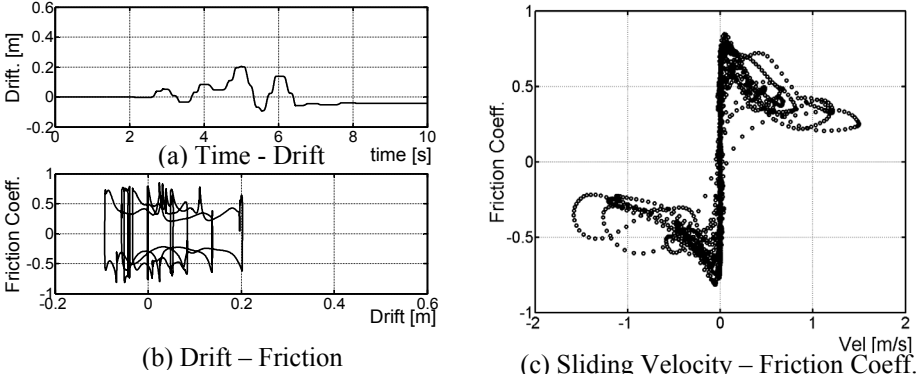 0.6
0.4
0.2
0
-0.2
Drift. [m]
0 2 4 6 8 10
(a) Time - Drift time [s]
1
0.5
0
-0.5
-1
Friction Coeff.
-0.2 0 0.2 0.4 0.6
Drift [m]
(b) Drift – Friction
1
0.5
0
-0.5
-1
Friction Coeff.
-2 -1 0 1 2
Vel [m/s]
(c) Sliding Velocity – Friction Coeff.